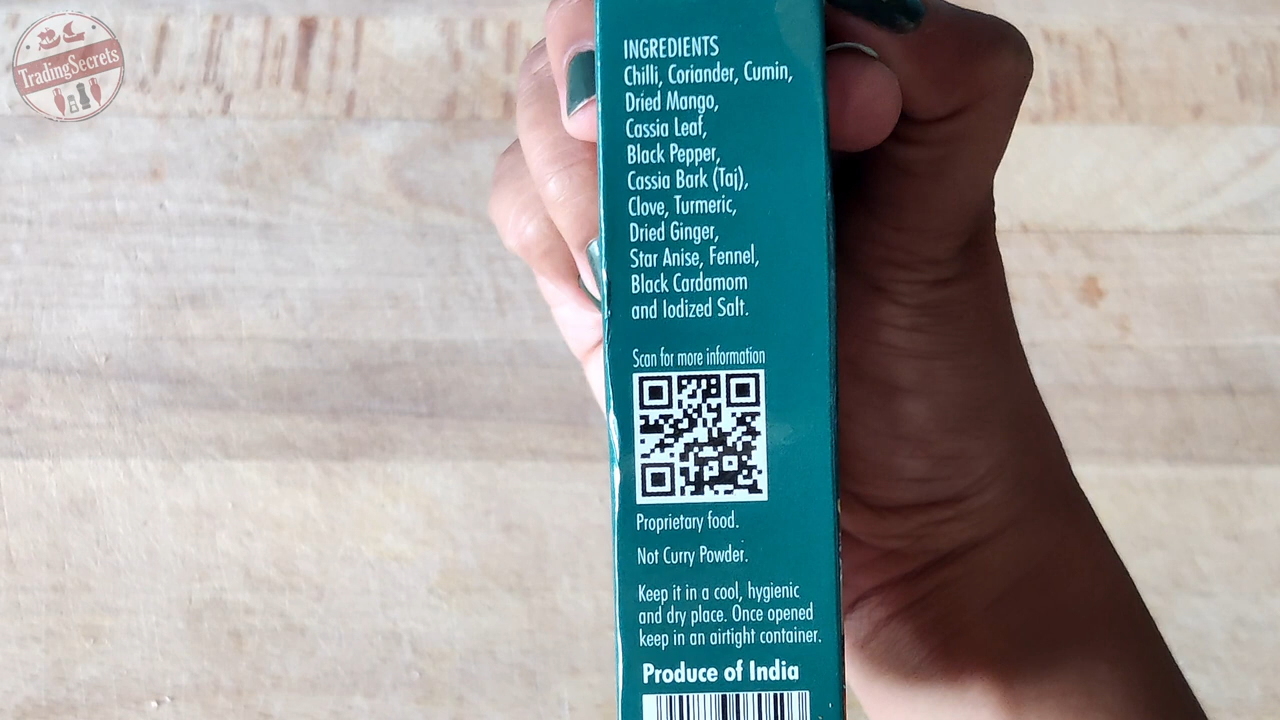 TradingSecrets
INGREDIENTS
Chilli, Coriander, Cumin,
Dried Mango,
Cassia Leaf,
Black Pepper,
Cassia Bark (Taj),
Clove, Turmeric,
Dried Ginger,
Star Anise, Fennel,
Black Cardamom
and Iodized Salt.
Scan for more information
Proprietary food.
Not Curry Powder.
Keep it in a cool, hygienic
and dry place. Once opened
keep in an airtight container.
Produce of India